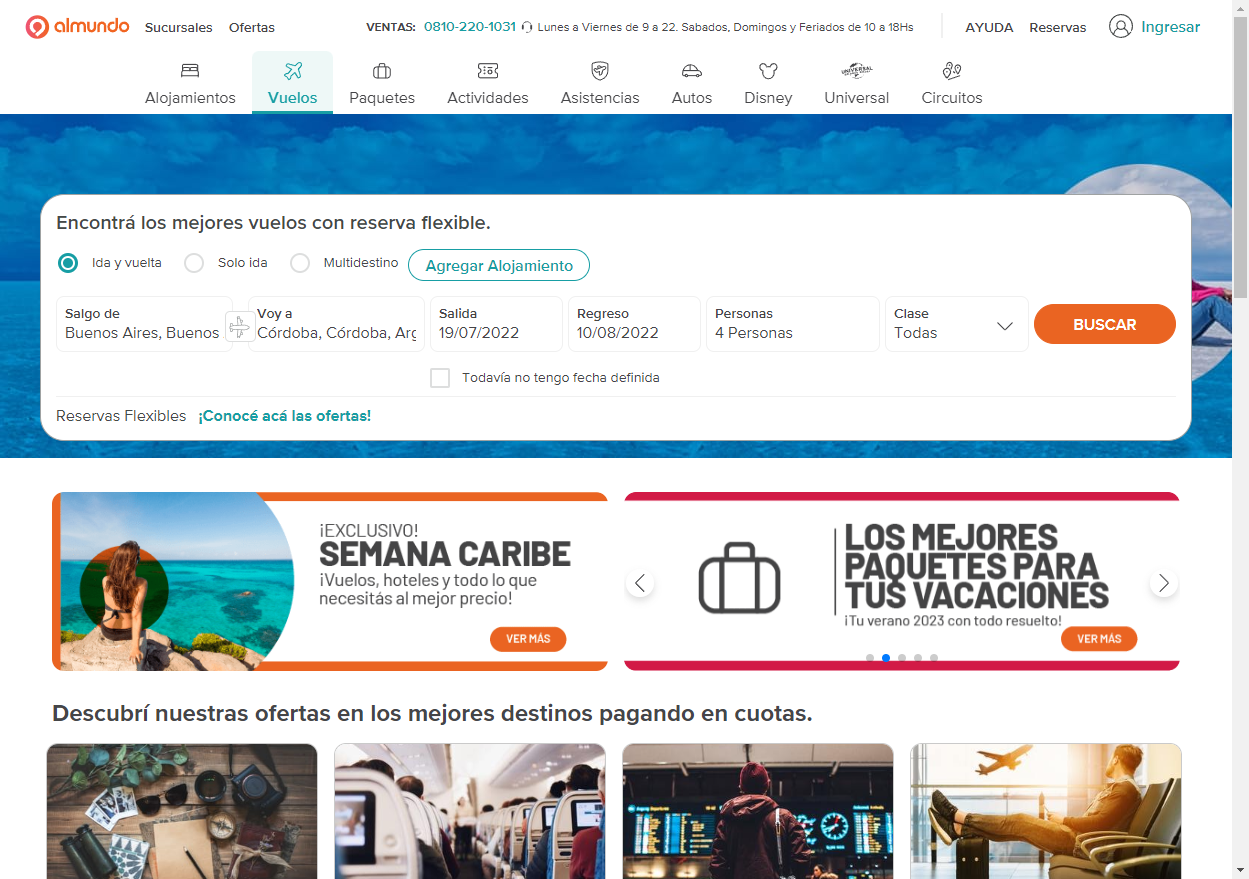 almundo
Sucursales
Ofertas
VENTAS: 0810-220-1031 Lunes a Viernes de 9 a 22. Sabados, Domingos y Feriados de 10 a 18Hs
AYUDA
Reservas
Ingresar
Alojamientos
Vuelos
Paquetes
Actividades
Asistencias
Autos
Disney
UNIVERSAL
Universal
Circuitos
Encontrá los mejores vuelos con reserva flexible.
Ida y vuelta
Solo ida
Multidestino
Agregar Alojamiento
Salgo de
Buenos Aires, Buenos
Voy a
Córdoba, Córdoba, Arg
Salida
19/07/2022
Regreso
10/08/2022
Personas
4 Personas
Clase
Todas
BUSCAR
Todavía no tengo fecha definida
Reservas Flexibles ¡Conocé acá las ofertas!
¡EXCLUSIVO!
SEMANA CARIBE
¡Vuelos, hoteles y todo lo que
necesitás al mejor precio!
VER MÁS
LOS MEJORES
PAQUETES PARA
TUS VACACIONES
¡Tu verano 2023 con todo resuelto!
VER MÁS
Descubrí nuestras ofertas en los mejores destinos pagando en cuotas.